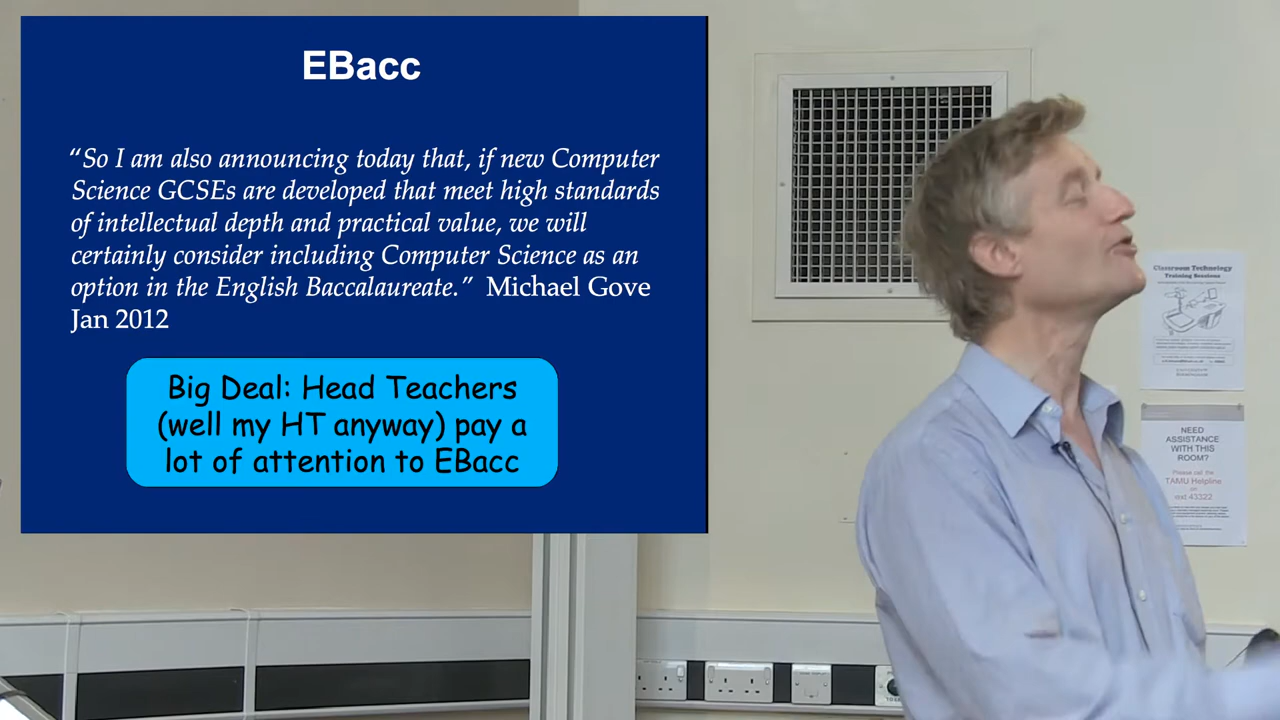 EBacc
“So I am also announcing today that, if new Computer
Science GCSEs are developed that meet high standards
of intellectual depth and practical value, we will
certainly consider including Computer Science as an
option in the English Baccalaureate.” Michael Gove
Jan 2012
Big Deal: Head Teachers
(well my HT anyway) pay a
lot of attention to EBacc
Classroom Technology
Training Sessions
NEED
ASSISTANCE
WITH THIS
ROOM?
Please call the
TAMU Helpline
on
ext 43322